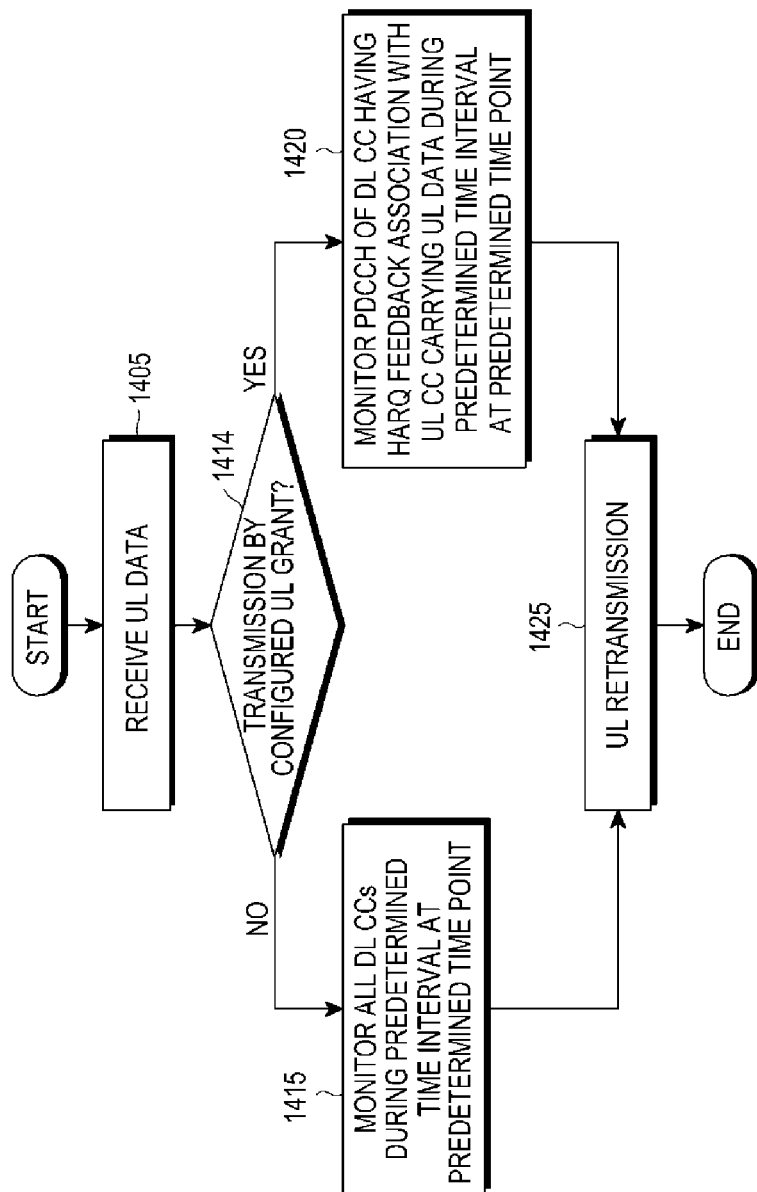 START
RECEIVE UL DATA
1405
TRANSMISSION BY
CONFIGURED UL GRANT?
1414
NO
YES
MONITOR ALL DL CCs
DURING PREDETERMINED
TIME INTERVAL AT
PREDETERMINED TIME POINT
1415
MONITOR PDCCH OF DL CC HAVING
HARQ FEEDBACK ASSOCIATION WITH
UL CC CARRYING UL DATA DURING
PREDETERMINED TIME INTERVAL
AT PREDETERMINED TIME POINT
1420
UL RETRANSMISSION
1425
END